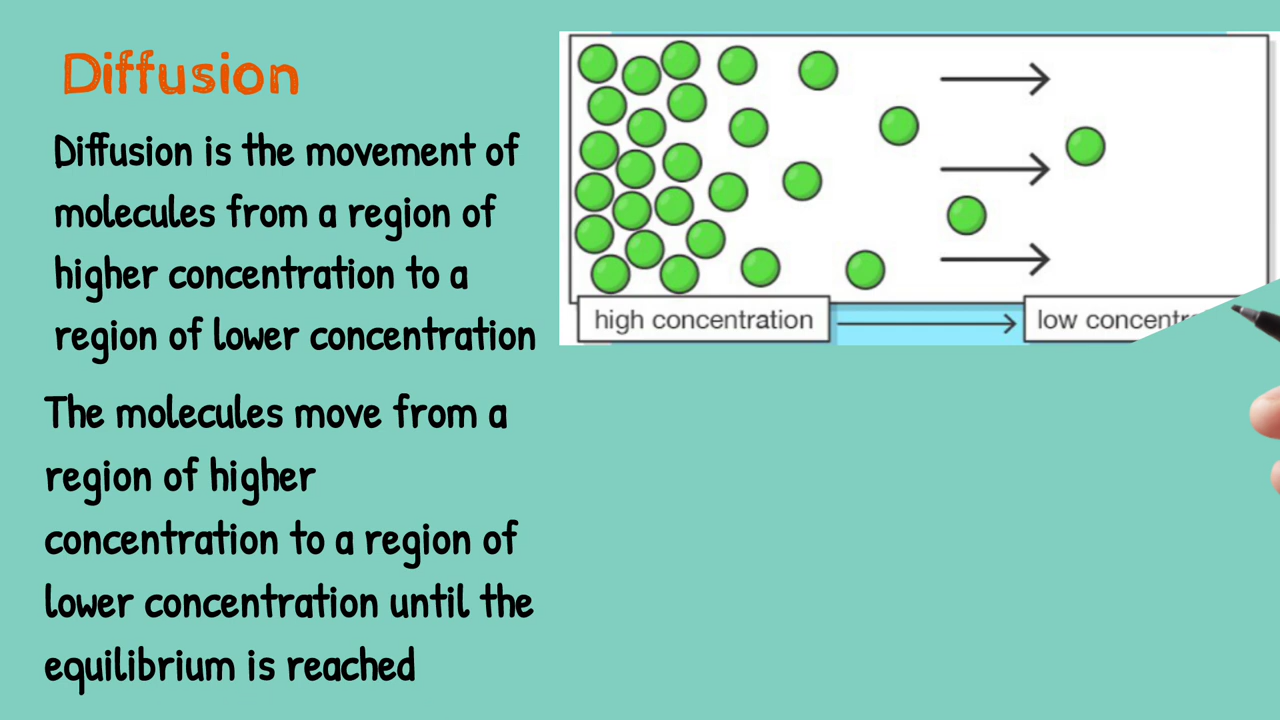 Diffusion
Diffusion is the movement of
molecules from a region of
higher concentration to a
region of lower concentration
The molecules move from a
region of higher
concentration to a region of
lower concentration until the
equilibrium is reached
high concentration
low concentr